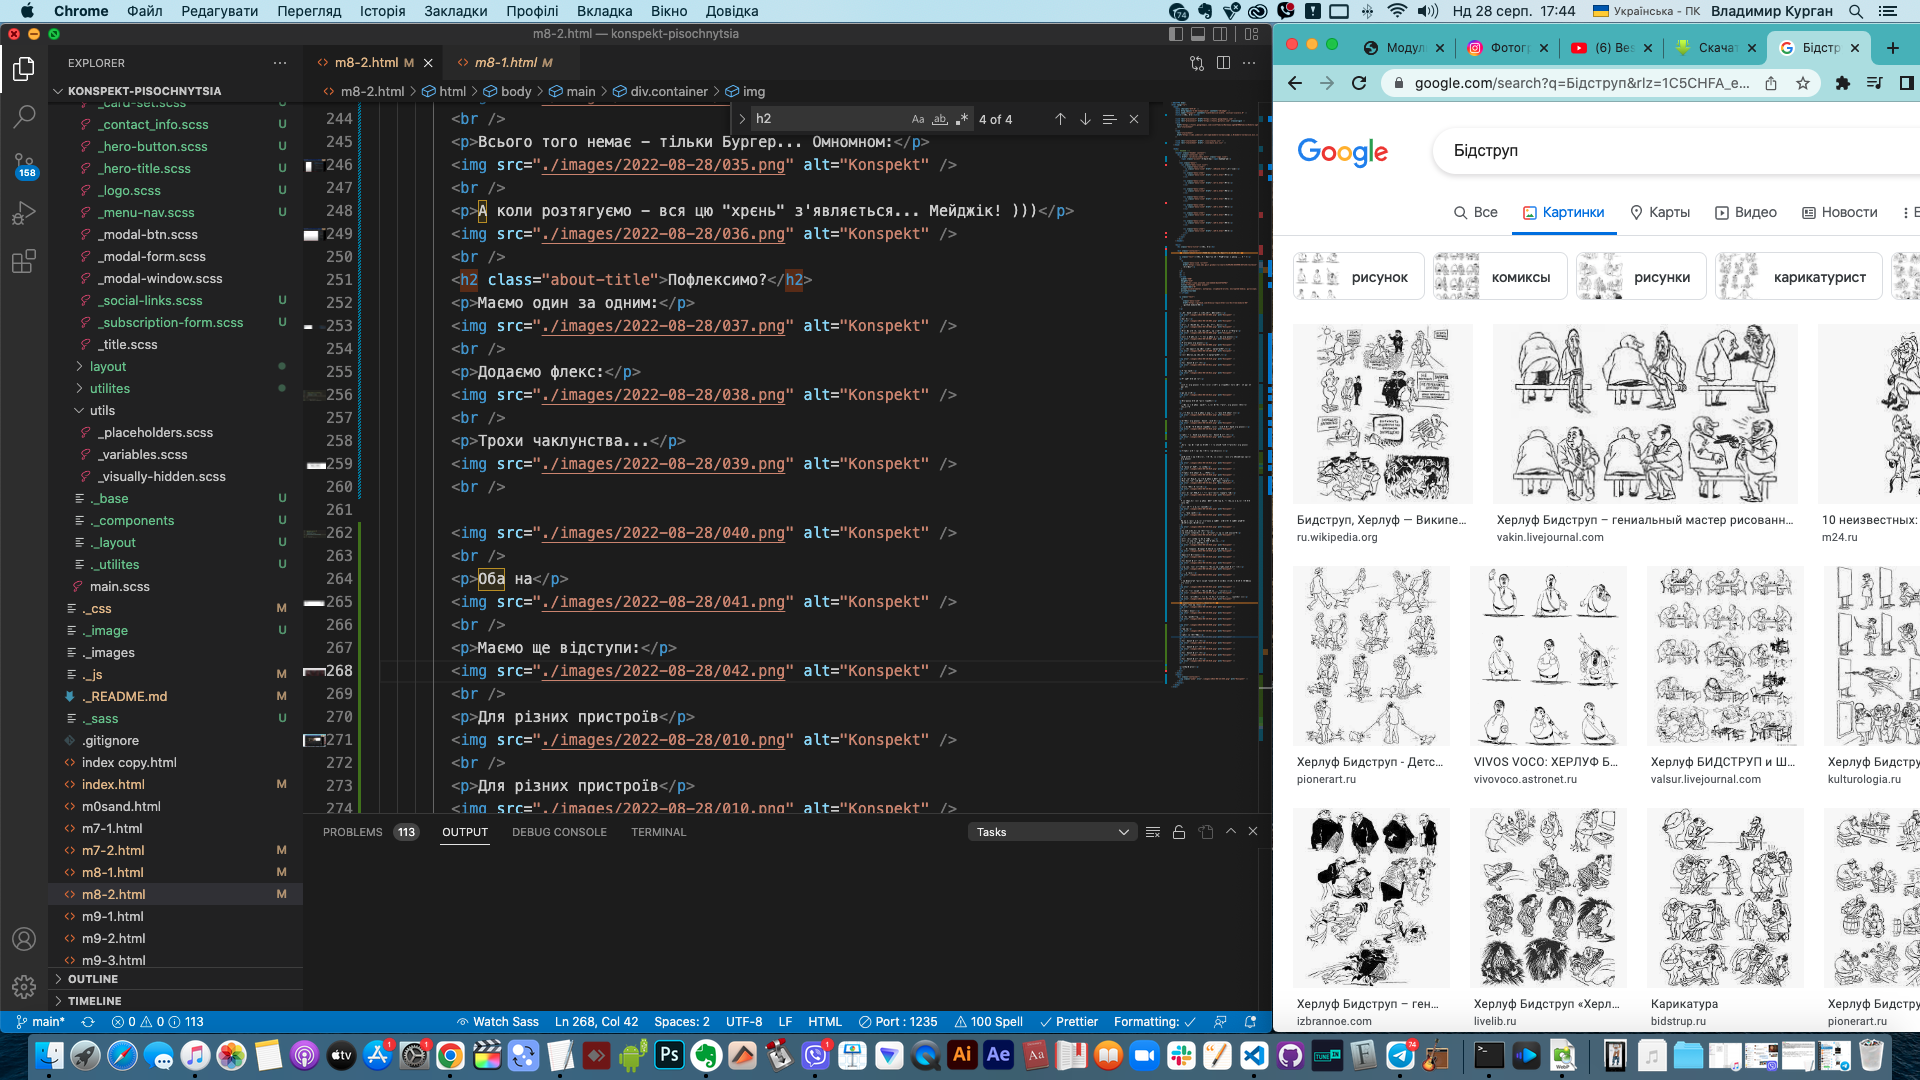 Chrome Файл Редагувати Перегляд Історія Закладки Профілі Вкладка Вікно Довідка
74
Нд 28 серп. 17:44 Українська - ПК Владимир Курган
m8-2.html — konspekt-pisochnytsia
EXPLORER
KONSPEKT-PISOCHNYTSIA
_card-set.scss U
_contact_info.scss U
_hero-button.scss U
_hero-title.scss U
_logo.scss U
_menu-nav.scss U
_modal-btn.scss
_modal-form.scss
_modal-window.scss
_social-links.scss U
_subscription-form.scss U
_title.scss
layout
utilites
utils
_placeholders.scss
_variables.scss
_visually-hidden.scss
._base U
._components U
._layout U
._utilites U
main.scss
._css M
._image U
._images
._js M
._README.md M
._sass U
.gitignore
index copy.html
index.html M
m0sand.html
m7-1.html
m7-2.html M
m8-1.html M
m8-2.html M
m9-1.html
m9-2.html
m9-3.html
OUTLINE
TIMELINE
158
m8-2.html M
m8-1.html M
m8-2.html > html > body > main > div.container > img
h2
Aa ab 4 of 4
244 <br />
245 <p>Всього того немає – тільки Бургер... Омномном:</p>
246 <img src="./images/2022-08-28/035.png" alt="Konspekt" />
247 <br />
248 <p>А коли розтягуємо – вся цю "хрєнь" з'являється... Мейджік! )))</p>
249 <img src="./images/2022-08-28/036.png" alt="Konspekt" />
250 <br />
251 <h2 class="about-title">Пофлексимо?</h2>
252 <p>Маємо один за одним:</p>
253 <img src="./images/2022-08-28/037.png" alt="Konspekt" />
254 <br />
255 <p>Додаємо флекс:</p>
256 <img src="./images/2022-08-28/038.png" alt="Konspekt" />
257 <br />
258 <p>Трохи чаклунства...</p>
259 <img src="./images/2022-08-28/039.png" alt="Konspekt" />
260 <br />
261
262 <img src="./images/2022-08-28/040.png" alt="Konspekt" />
263 <br />
264 <p>Оба на</p>
265 <img src="./images/2022-08-28/041.png" alt="Konspekt" />
266 <br />
267 <p>Маємо ще відступи:</p>
268 <img src="./images/2022-08-28/042.png" alt="Konspekt" />
269 <br />
270 <p>Для різних пристроїв</p>
271 <img src="./images/2022-08-28/010.png" alt="Konspekt" />
272 <br />
273 <p>Для різних пристроїв</p>
274 <img src="./images/2022-08-28/010.png" alt="Konspekt" />
PROBLEMS 113 OUTPUT DEBUG CONSOLE TERMINAL
Tasks
main* 0 0 113 Watch Sass Ln 268, Col 42 Spaces: 2 UTF-8 LF HTML Port : 1235 100 Spell Prettier Formatting:
Модул Фотог (6) Bes Скачат Бідстр
google.com/search?q=Бідструп&rlz=1C5CHFA_e...
Google
Бідструп
Все Картинки Карты Видео Новости
рисунок комиксы рисунки карикатурист
Бидструп, Херлуф — Википе... Херлуф Бидструп – гениальный мастер рисованн... 10 неизвестных:
ru.wikipedia.org vakin.livejournal.com m24.ru
Херлуф Бидструп - Детс... VIVOS VOCO: ХЕРЛУФ Б... Херлуф БИДСТРУП и Ш... Херлуф Бидстру
pionerart.ru vivovoco.astronet.ru valsur.livejournal.com kulturologia.ru
Херлуф Бидструп – ген... Херлуф Бидструп «Херл... Карикатура Херлуф Бидстру
izbrannoe.com livelib.ru bidstrup.ru pionerart.ru
tv 1 1 Ps 1 Ai Ae Aa TUNE IN F 74